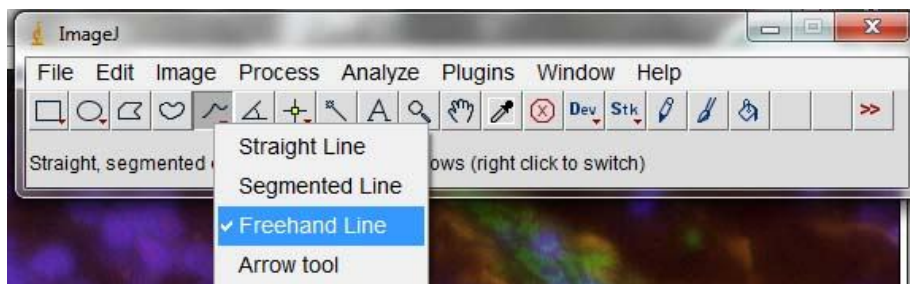 ImageJ
File Edit Image Process Analyze Plugins Window Help
A Dev Stk >>
Straight, segmented ows (right click to switch)
Straight Line
Segmented Line
Freehand Line
Arrow tool